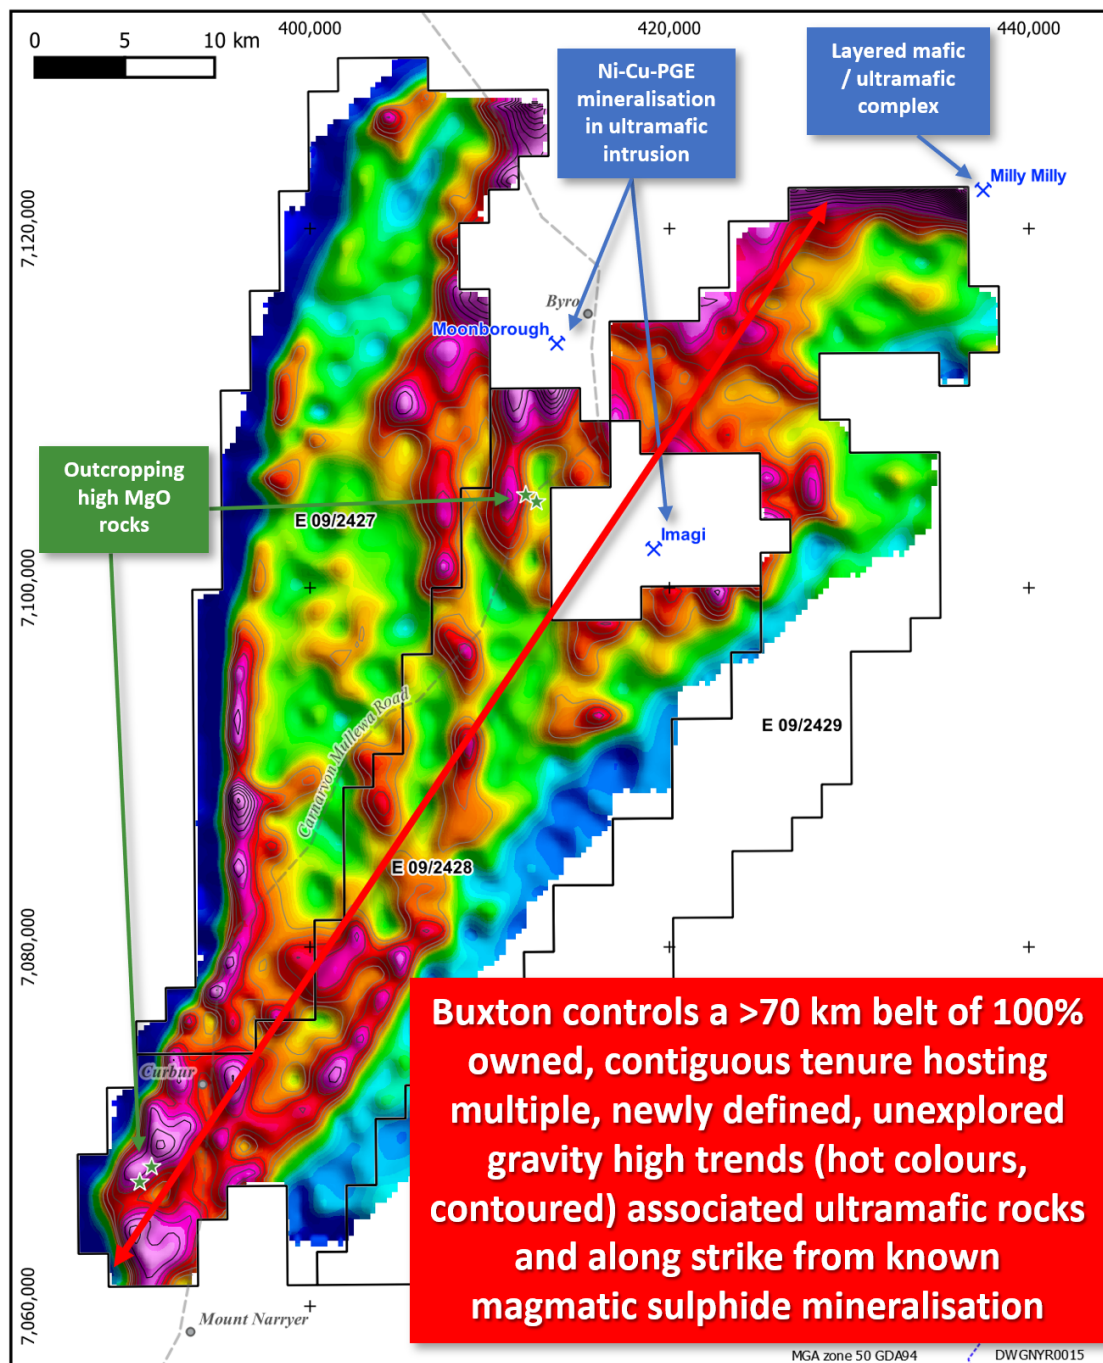 400,000
420,000
440,000
0 5 10 km
Ni-Cu-PGE
mineralisation
in ultramafic
intrusion
Layered mafic
/ ultramafic
complex
Milly Milly
7,120,000
Byro
Moonborough
Outcropping
high MgO
rocks
E 09/2427
Imagi
7,100,000
Carnarvon Mullewa Road
E 09/2429
E 09/2428
7,080,000
Curbur
Buxton controls a >70 km belt of 100%
owned, contiguous tenure hosting
multiple, newly defined, unexplored
gravity high trends (hot colours,
contoured) associated ultramafic rocks
and along strike from known
magmatic sulphide mineralisation
7,060,000
Mount Narryer
MGA zone 50 GDA94 DWGNYR0015